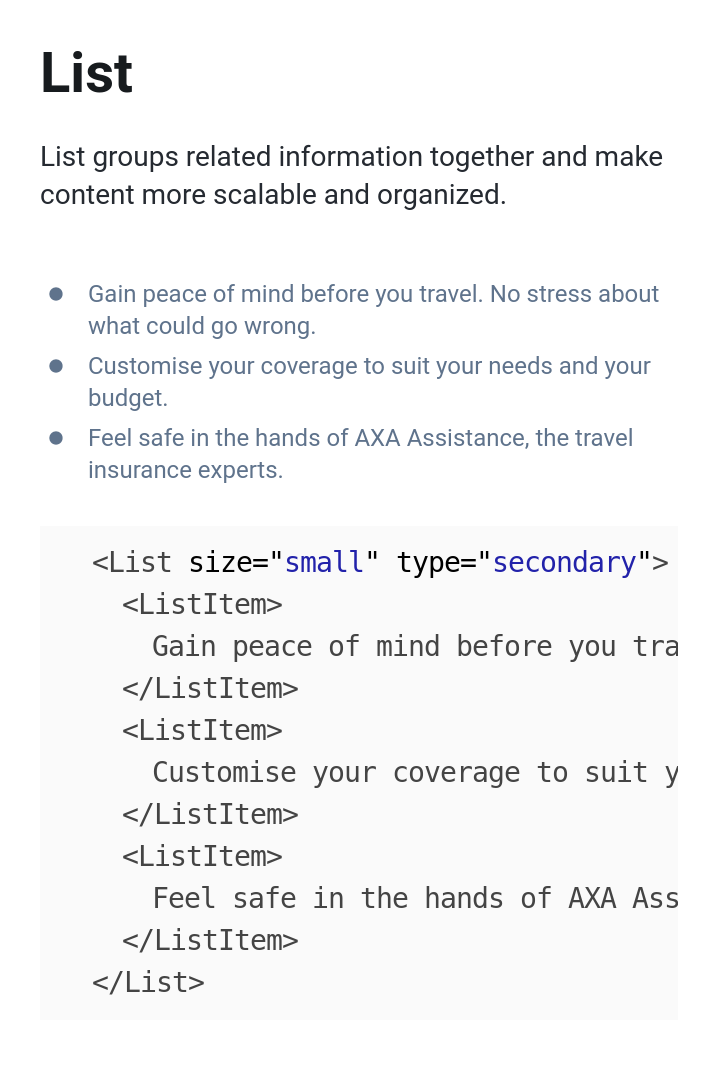 List
List groups related information together and make
content more scalable and organized.
Gain peace of mind before you travel. No stress about
what could go wrong.
Customise your coverage to suit your needs and your
budget.
Feel safe in the hands of AXA Assistance, the travel
insurance experts.
<List size="small" type="secondary">
<ListItem>
Gain peace of mind before you tra
</ListItem>
<ListItem>
Customise your coverage to suit y
</ListItem>
<ListItem>
Feel safe in the hands of AXA Ass
</ListItem>
</List>